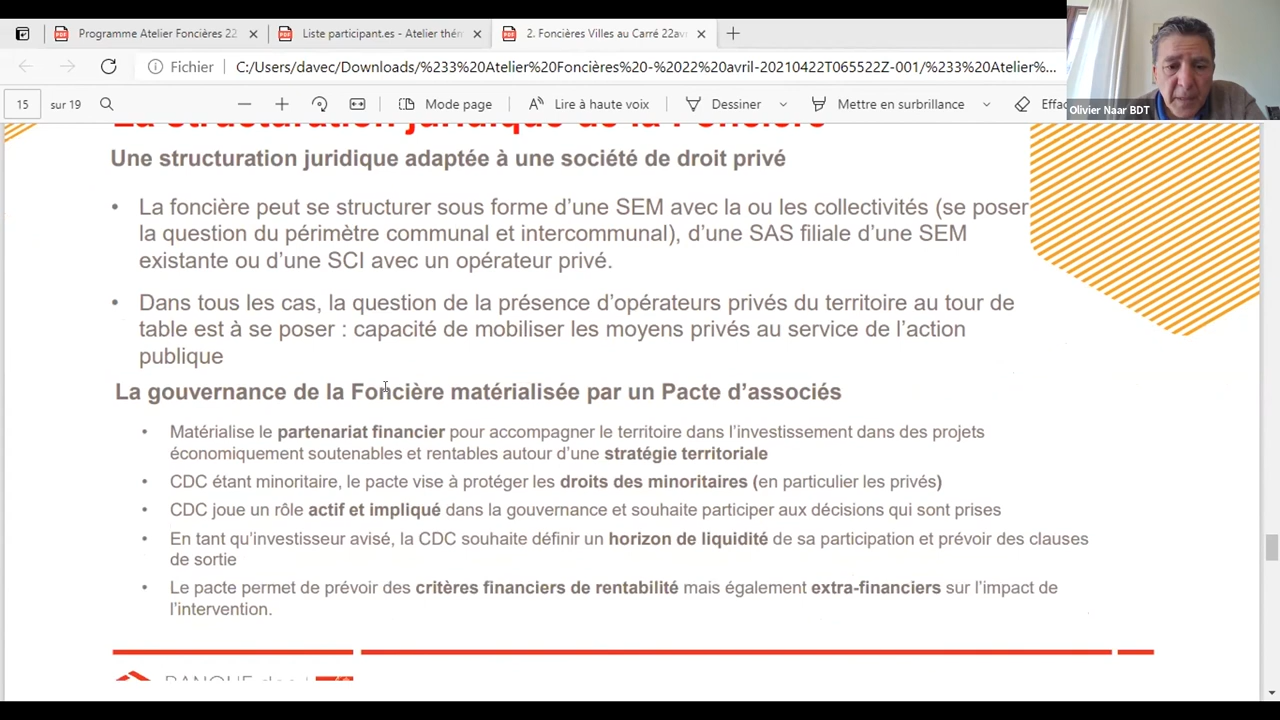 Programme Atelier Foncières 22
Liste participant.es - Atelier thém
2. Foncières Villes au Carré 22avr
Fichier
C:/Users/davec/Downloads/%233%20Atelier%20Foncières%20-%2022%20avril-20210422T065522Z-001/%233%20Atelier%...
15 sur 19
Mode page
Lire à haute voix
Dessiner
Mettre en surbrillance
Effa
Olivier Naar BDT
La structuration juridique de la Foncière
Une structuration juridique adaptée à une société de droit privé
• La foncière peut se structurer sous forme d’une SEM avec la ou les collectivités (se poser
la question du périmètre communal et intercommunal), d’une SAS filiale d’une SEM
existante ou d’une SCI avec un opérateur privé.
• Dans tous les cas, la question de la présence d’opérateurs privés du territoire au tour de
table est à se poser : capacité de mobiliser les moyens privés au service de l’action
publique
La gouvernance de la Foncière matérialisée par un Pacte d’associés
• Matérialise le partenariat financier pour accompagner le territoire dans l’investissement dans des projets
économiquement soutenables et rentables autour d’une stratégie territoriale
• CDC étant minoritaire, le pacte vise à protéger les droits des minoritaires (en particulier les privés)
• CDC joue un rôle actif et impliqué dans la gouvernance et souhaite participer aux décisions qui sont prises
• En tant qu’investisseur avisé, la CDC souhaite définir un horizon de liquidité de sa participation et prévoir des clauses
de sortie
• Le pacte permet de prévoir des critères financiers de rentabilité mais également extra-financiers sur l’impact de
l’intervention.
BANQUE des